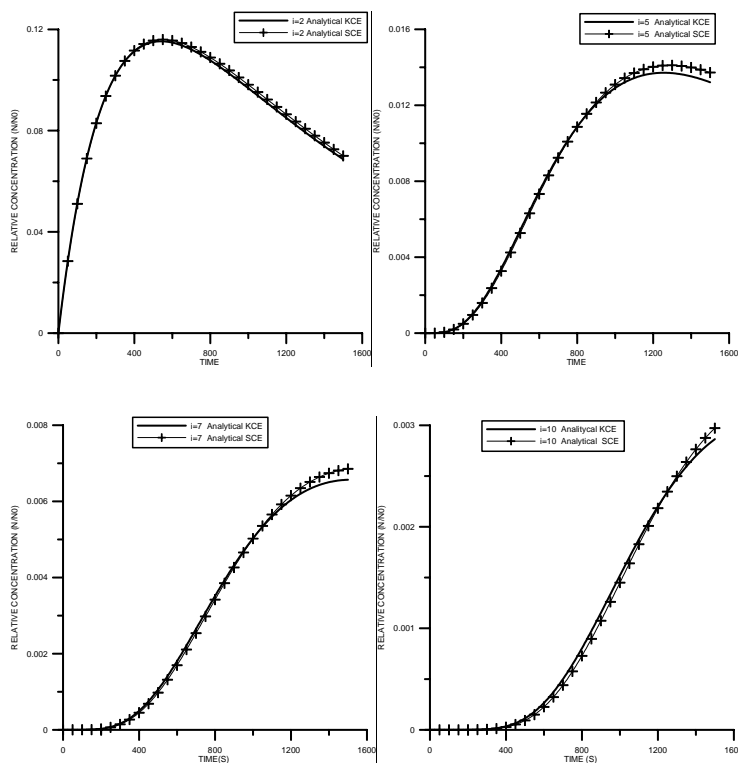 i=2 Analytical KCE
i=2 Analytical SCE
0.12
0.08
0.04
0
RELATIVE CONCENTRATION (N/N0)
0 400 800 1200 1600
TIME
i=5 Analytical KCE
i=5 Analytical SCE
0.016
0.012
0.008
0.004
0
RELATIVE CONCENTRATION (N/N0)
0 400 800 1200 1600
TIME
i=7 Analytical KCE
i=7 Analytical SCE
0.008
0.006
0.004
0.002
0
RELATIVE CONCENTRATION (N/N0)
0 400 800 1200 1600
TIME(S)
i=10 Analitycal KCE
i=10 Analytical SCE
0.003
0.002
0.001
0
RELATIVE CONCENTRATION (N/N0)
0 400 800 1200 1600
TIME (S)